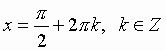 x = π/2 + 2πk, k ∈ Z